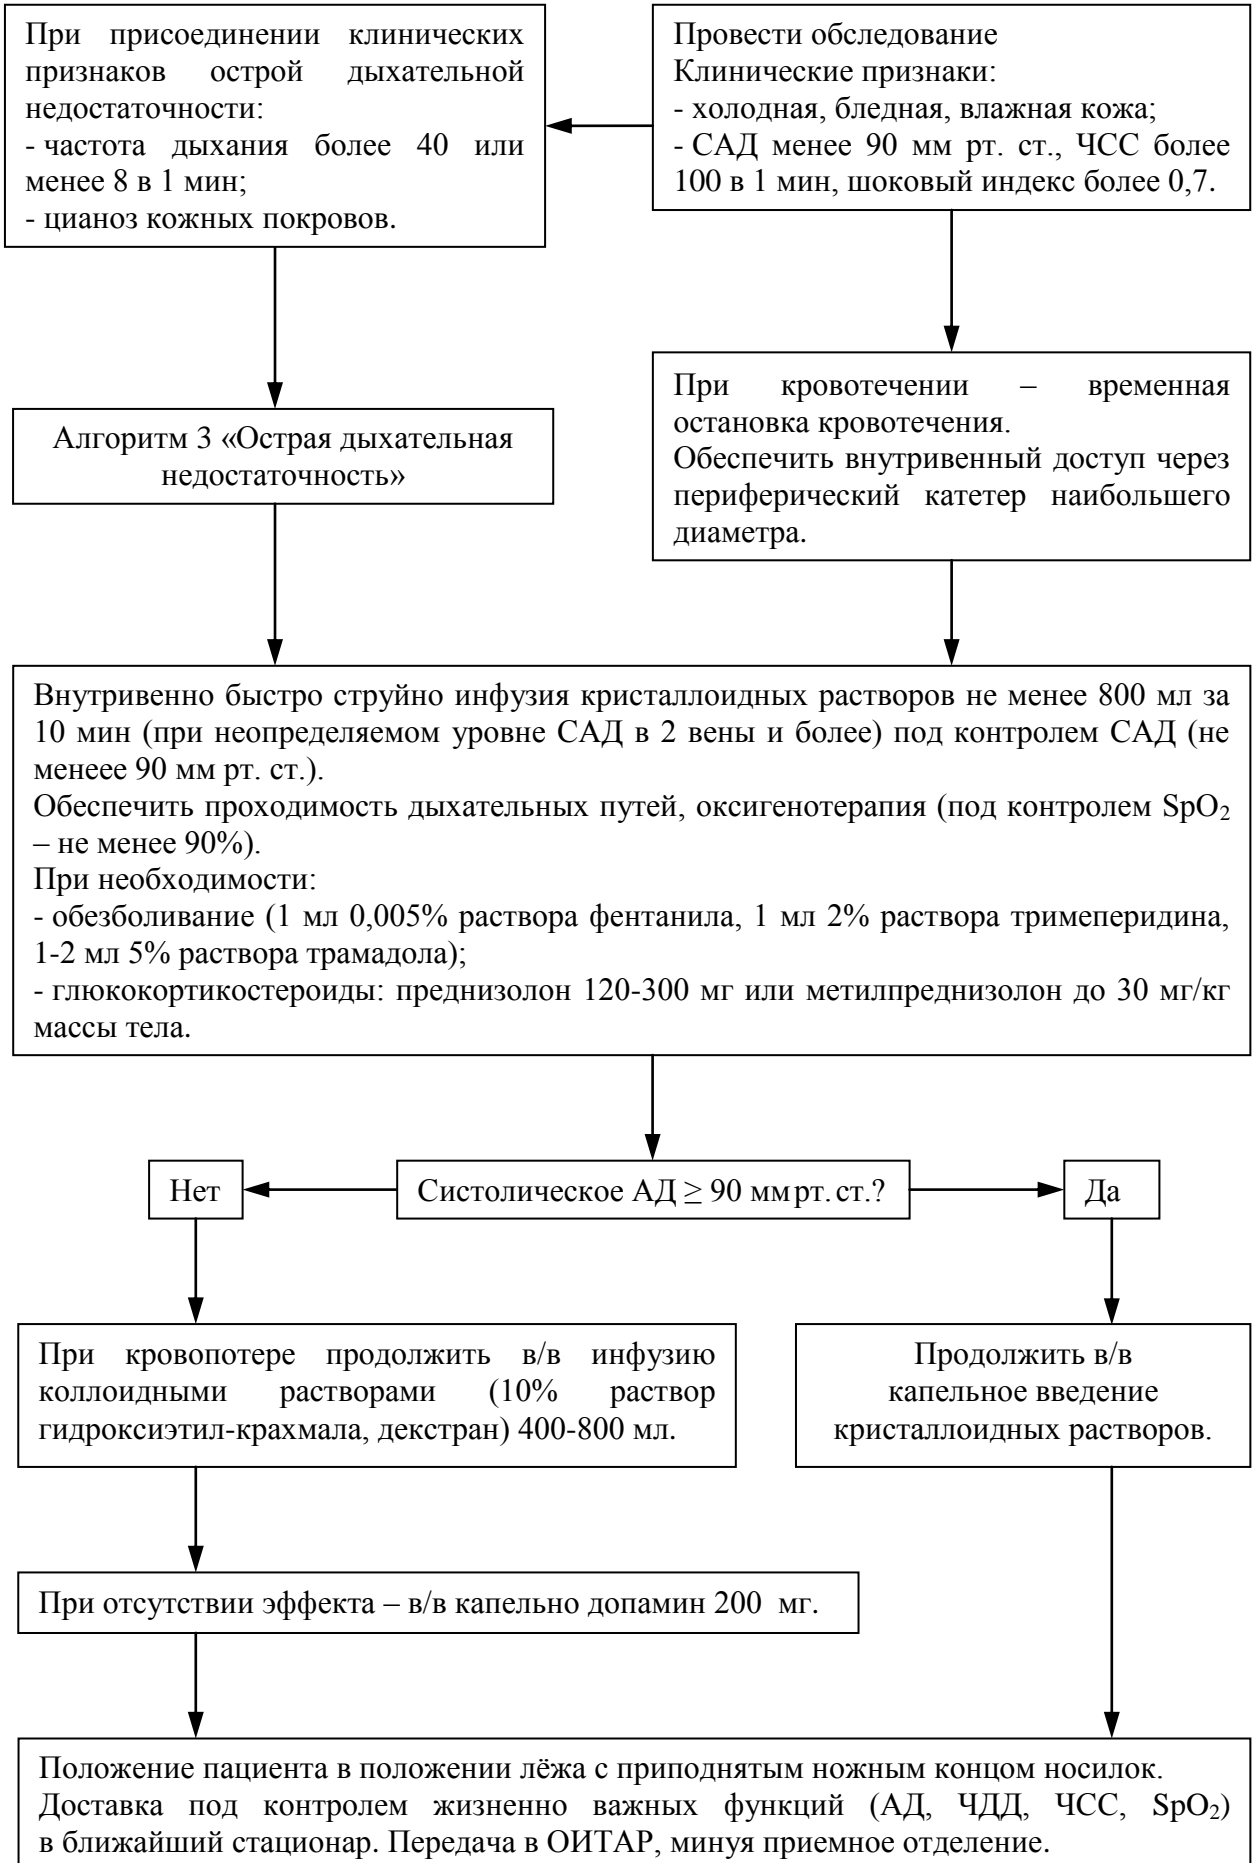 При присоединении клинических
признаков острой дыхательной
недостаточности:
- частота дыхания более 40 или
менее 8 в 1 мин;
- цианоз кожных покровов.
Провести обследование
Клинические признаки:
- холодная, бледная, влажная кожа;
- САД менее 90 мм рт. ст., ЧСС более
100 в 1 мин, шоковый индекс более 0,7.
Алгоритм 3 «Острая дыхательная
недостаточность»
При кровотечении – временная
остановка кровотечения.
Обеспечить внутривенный доступ через
периферический катетер наибольшего
диаметра.
Внутривенно быстро струйно инфузия кристаллоидных растворов не менее 800 мл за
10 мин (при неопределяемом уровне САД в 2 вены и более) под контролем САД (не
менеее 90 мм рт. ст.).
Обеспечить проходимость дыхательных путей, оксигенотерапия (под контролем SpO₂
– не менее 90%).
При необходимости:
- обезболивание (1 мл 0,005% раствора фентанила, 1 мл 2% раствора тримеперидина,
1-2 мл 5% раствора трамадола);
- глюкокортикостероиды: преднизолон 120-300 мг или метилпреднизолон до 30 мг/кг
массы тела.
Нет
Систолическое АД ≥ 90 мм рт. ст.?
Да
При кровопотере продолжить в/в инфузию
коллоидными растворами (10% раствор
гидроксиэтил-крахмала, декстран) 400-800 мл.
Продолжить в/в
капельное введение
кристаллоидных растворов.
При отсутствии эффекта – в/в капельно допамин 200 мг.
Положение пациента в положении лёжа с приподнятым ножным концом носилок.
Доставка под контролем жизненно важных функций (АД, ЧДД, ЧСС, SpO₂)
в ближайший стационар. Передача в ОИТАР, минуя приемное отделение.